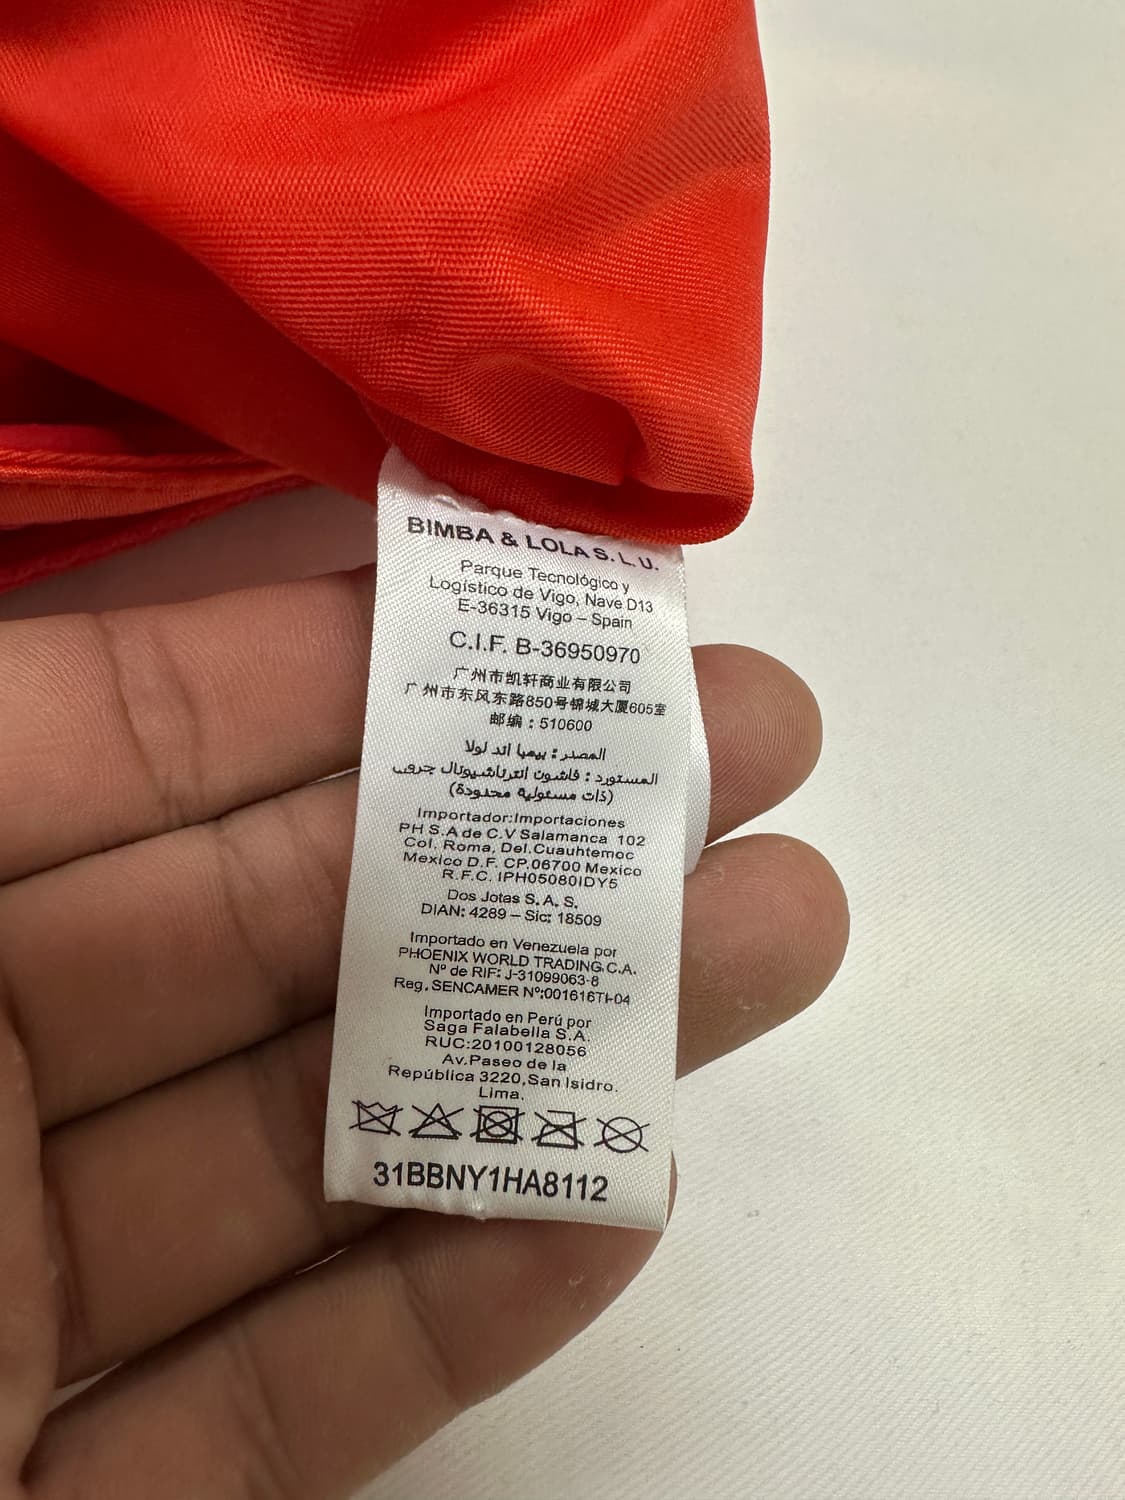 BIMBA & LOLA S.L.U.
Parque Tecnológico y
Logístico de Vigo, Nave D13
E-36315 Vigo – Spain
C.I.F. B-36950970
广州市凯轩商业有限公司
广州市东风东路850号锦城大厦605室
邮编：510600
المصدر : بيمبا اند لولا
المستورد : فاشون انترناشيونال جروب
(ذات مسئولية محدودة)
Importador:Importaciones
PH S.A de C.V Salamanca 102
Col. Roma, Del.Cuauhtemoc
Mexico D.F. CP.06700 Mexico
R.F.C. IPH05080IDY5
Dos Jotas S.A.S.
DIAN: 4289 – Sic: 18509
Importado en Venezuela por
PHOENIX WORLD TRADING,C.A.
Nº de RIF: J-31099063-8
Reg.SENCAMER Nº:001616TI-04
Importado en Perú por
Saga Falabella S.A.
RUC:20100128056
Av.Paseo de la
República 3220,San Isidro.
Lima.
31BBNY1HA8112